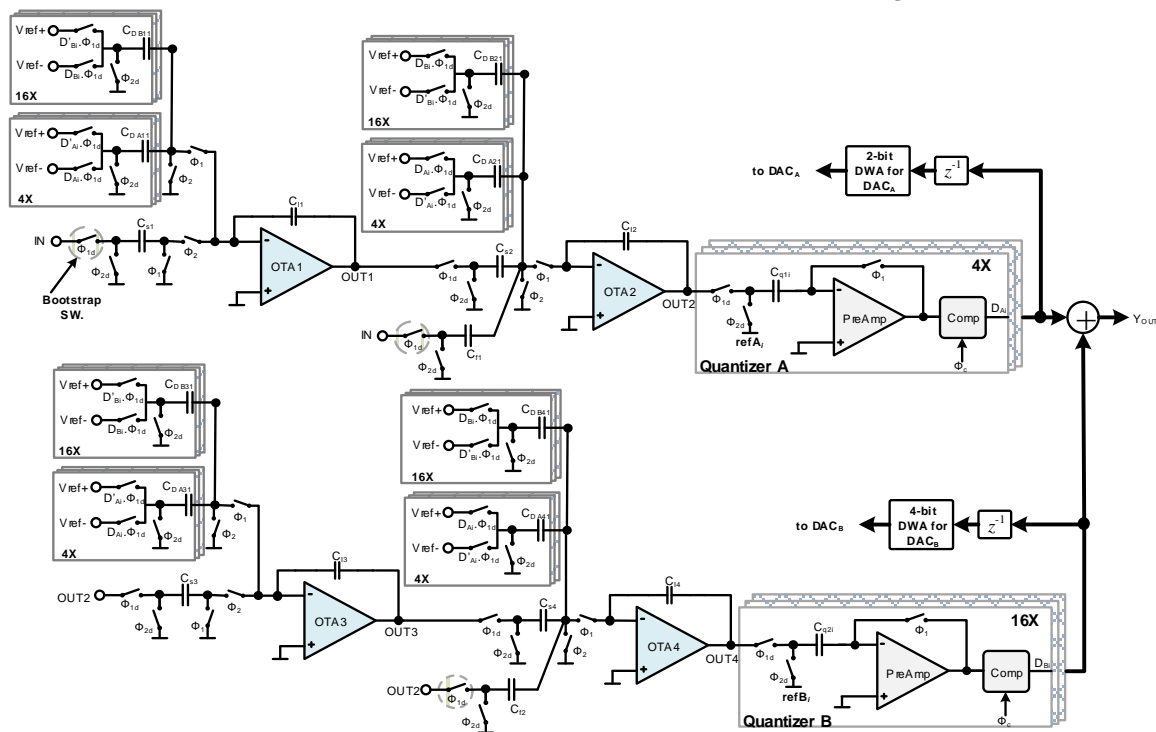 Vref+
D'Bi.Φ1d
CDB11
Vref-
DBi.Φ1d
Φ2d
16X
Vref+
D'Ai.Φ1d
CDA11
Vref-
DAi.Φ1d
Φ2d
4X
Φ1
Φ2
IN
Φ1d
Cs1
Φ2d
Φ1
Φ2
Bootstrap
SW.
CI1
OTA1
OUT1
Vref+
DBi.Φ1d
CDB21
Vref-
D'Bi.Φ1d
Φ2d
16X
Vref+
DAi.Φ1d
CDA21
Vref-
D'Ai.Φ1d
Φ2d
4X
Φ1d
Cs2
Φ2d
Φ1
Φ2
IN
Φ1d
Cf1
Φ2d
CI2
OTA2
OUT2
Φ1d
Φ2d
refAi
Cq1i
Φ1
PreAmp
Comp
Φc
DAi
4X
Quantizer A
to DACA
2-bit
DWA for
DACA
z-1
YOUT
Vref+
D'Bi.Φ1d
CDB31
Vref-
DBi.Φ1d
Φ2d
16X
Vref+
D'Ai.Φ1d
CDA31
Vref-
DAi.Φ1d
Φ2d
4X
Φ1
Φ2
OUT2
Φ1d
Cs3
Φ2d
Φ1
Φ2
CI3
OTA3
OUT3
Vref+
DBi.Φ1d
CDB41
Vref-
D'Bi.Φ1d
Φ2d
16X
Vref+
DAi.Φ1d
CDA41
Vref-
D'Ai.Φ1d
Φ2d
4X
Φ1d
Cs4
Φ2d
Φ1
Φ2
OUT2
Φ1d
Cf2
Φ2d
CI4
OTA4
OUT4
Φ1d
Φ2d
refBi
Cq2i
Φ1
PreAmp
Comp
Φc
DBi
16X
Quantizer B
to DACB
4-bit
DWA for
DACB
z-1